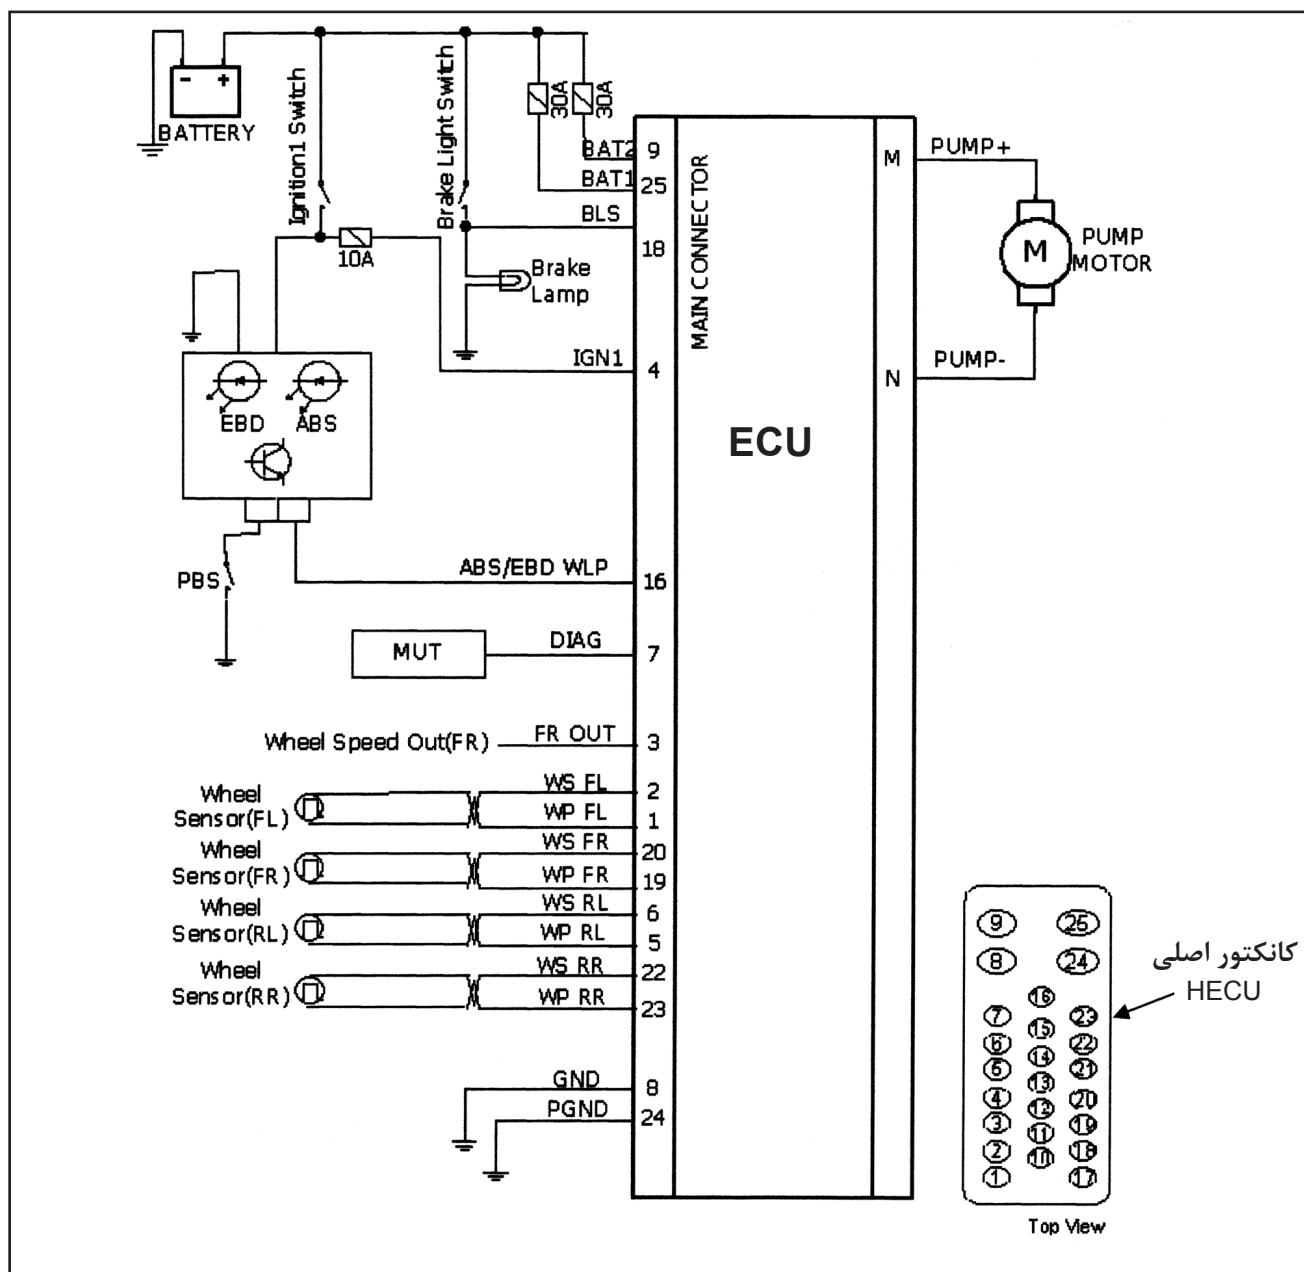 - +
BATTERY
Ignition1 Switch
Brake Light Switch
30A
30A
10A
Brake
Lamp
EBD
ABS
PBS
MUT
BAT2
9
BAT1
25
BLS
18
IGN1
4
ABS/EBD WLP
16
DIAG
7
Wheel Speed Out(FR)
FR OUT
3
Wheel
Sensor(FL)
WS FL
2
WP FL
1
Wheel
Sensor(FR)
WS FR
20
WP FR
19
Wheel
Sensor(RL)
WS RL
6
WP RL
5
Wheel
Sensor(RR)
WS RR
22
WP RR
23
GND
8
PGND
24
MAIN CONNECTOR
ECU
M
PUMP+
M
PUMP
MOTOR
N
PUMP-
9
25
8
24
16
7
23
15
6
22
14
5
21
13
4
20
12
3
19
11
2
18
10
1
17
Top View
کانکتور اصلی
HECU